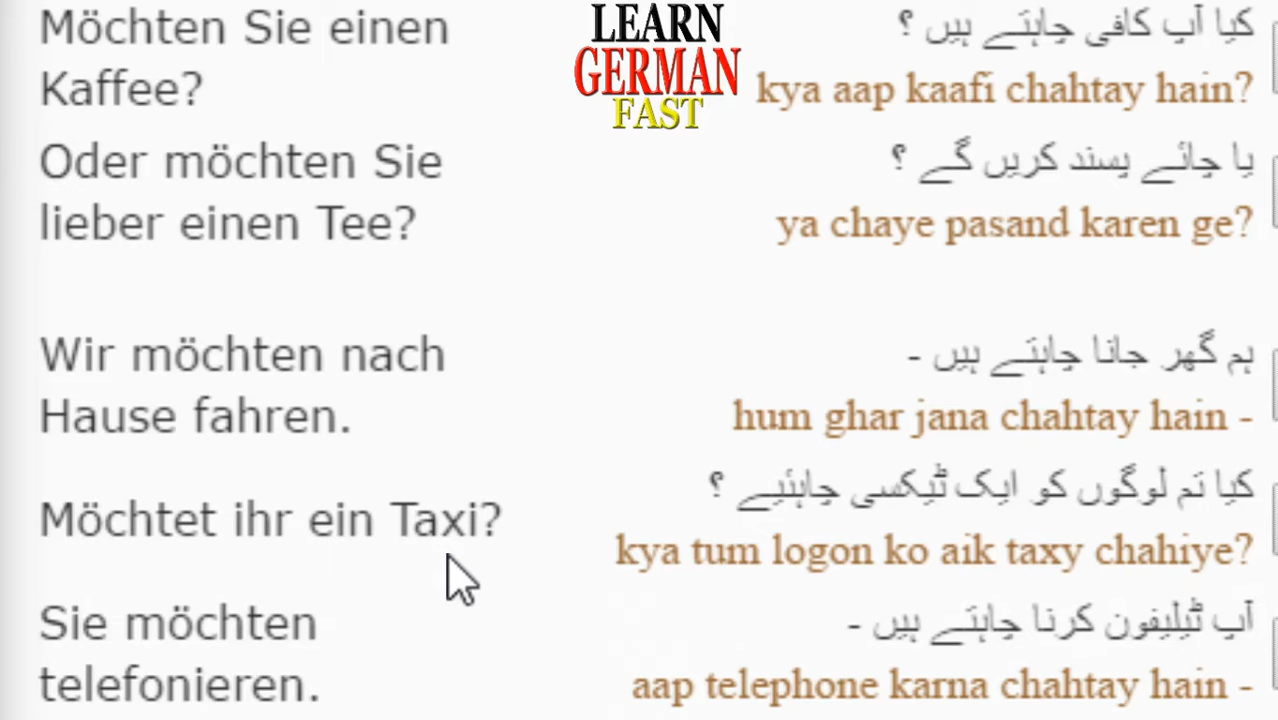 Möchten Sie einen
Kaffee?
LEARN
GERMAN
FAST
کیا آپ کافی چاہتے ہیں ؟
kya aap kaafi chahtay hain?
Oder möchten Sie
lieber einen Tee?
یا چائے پسند کریں گے ؟
ya chaye pasand karen ge?
Wir möchten nach
Hause fahren.
ہم گھر جانا چاہتے ہیں -
hum ghar jana chahtay hain -
Möchtet ihr ein Taxi?
کیا تم لوگوں کو ایک ٹیکسی چاہئیے ؟
kya tum logon ko aik taxy chahiye?
Sie möchten
telefonieren.
آپ ٹیلیفون کرنا چاہتے ہیں -
aap telephone karna chahtay hain -